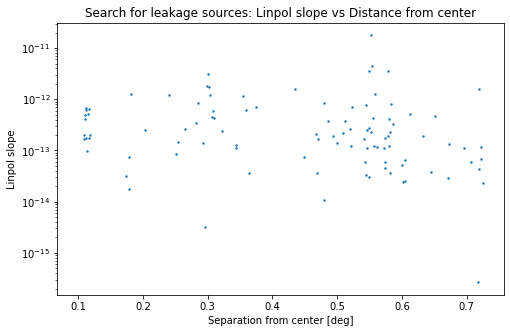 Search for leakage sources: Linpol slope vs Distance from center
Linpol slope
10⁻¹¹
10⁻¹²
10⁻¹³
10⁻¹⁴
10⁻¹⁵
0.1 0.2 0.3 0.4 0.5 0.6 0.7
Separation from center [deg]